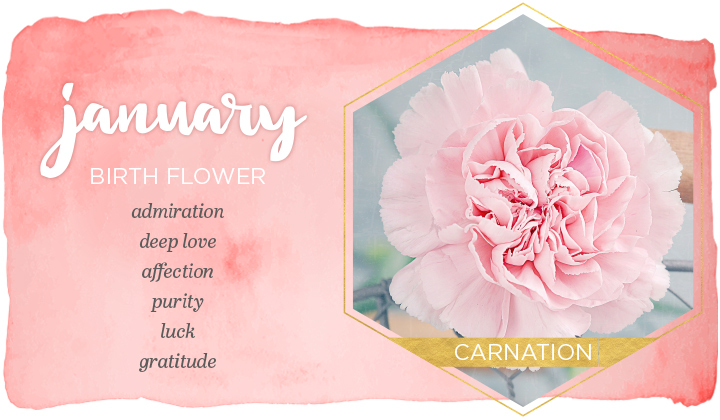 january
BIRTH FLOWER
admiration
deep love
affection
purity
luck
gratitude
CARNATION